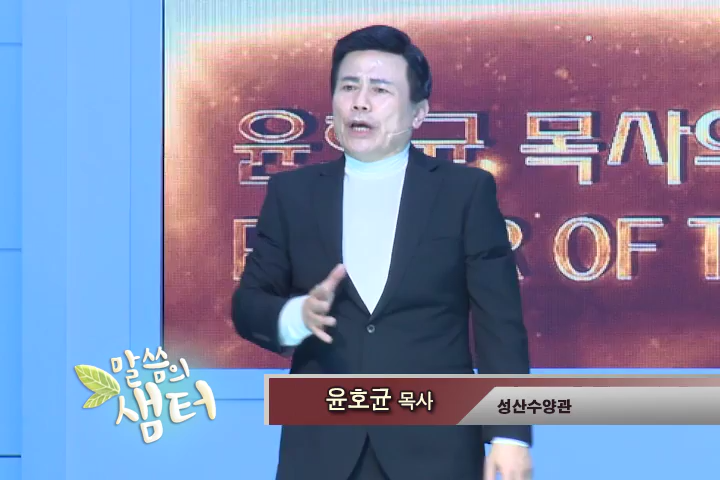 윤호균 목사의
OF T
말씀의
샘터
윤호균 목사
성산수양관